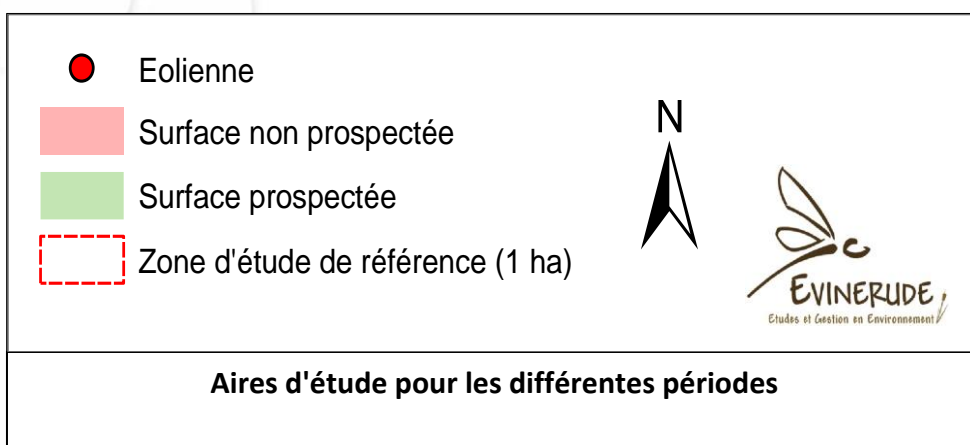 Eolienne
Surface non prospectée
Surface prospectée
Zone d'étude de référence (1 ha)
N
EVINERUDE
Etudes et Gestion en Environnement
Aires d'étude pour les différentes périodes